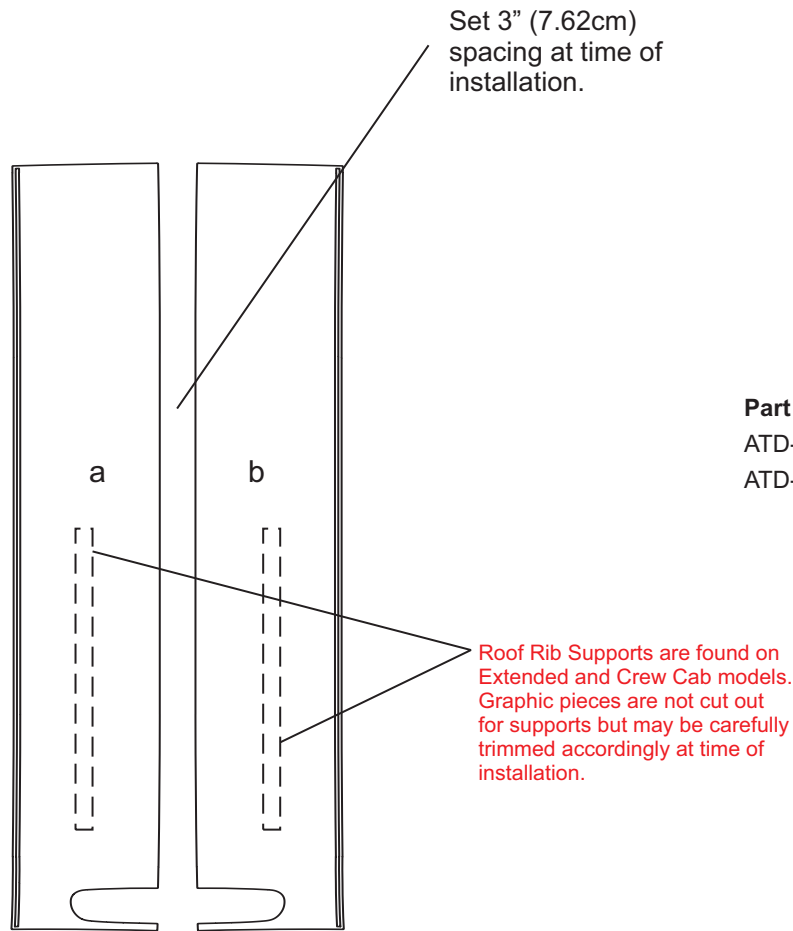 Set 3” (7.62cm)
spacing at time of
installation.
a
b
Part
ATD-
ATD-
Roof Rib Supports are found on
Extended and Crew Cab models.
Graphic pieces are not cut out
for supports but may be carefully
trimmed accordingly at time of
installation.